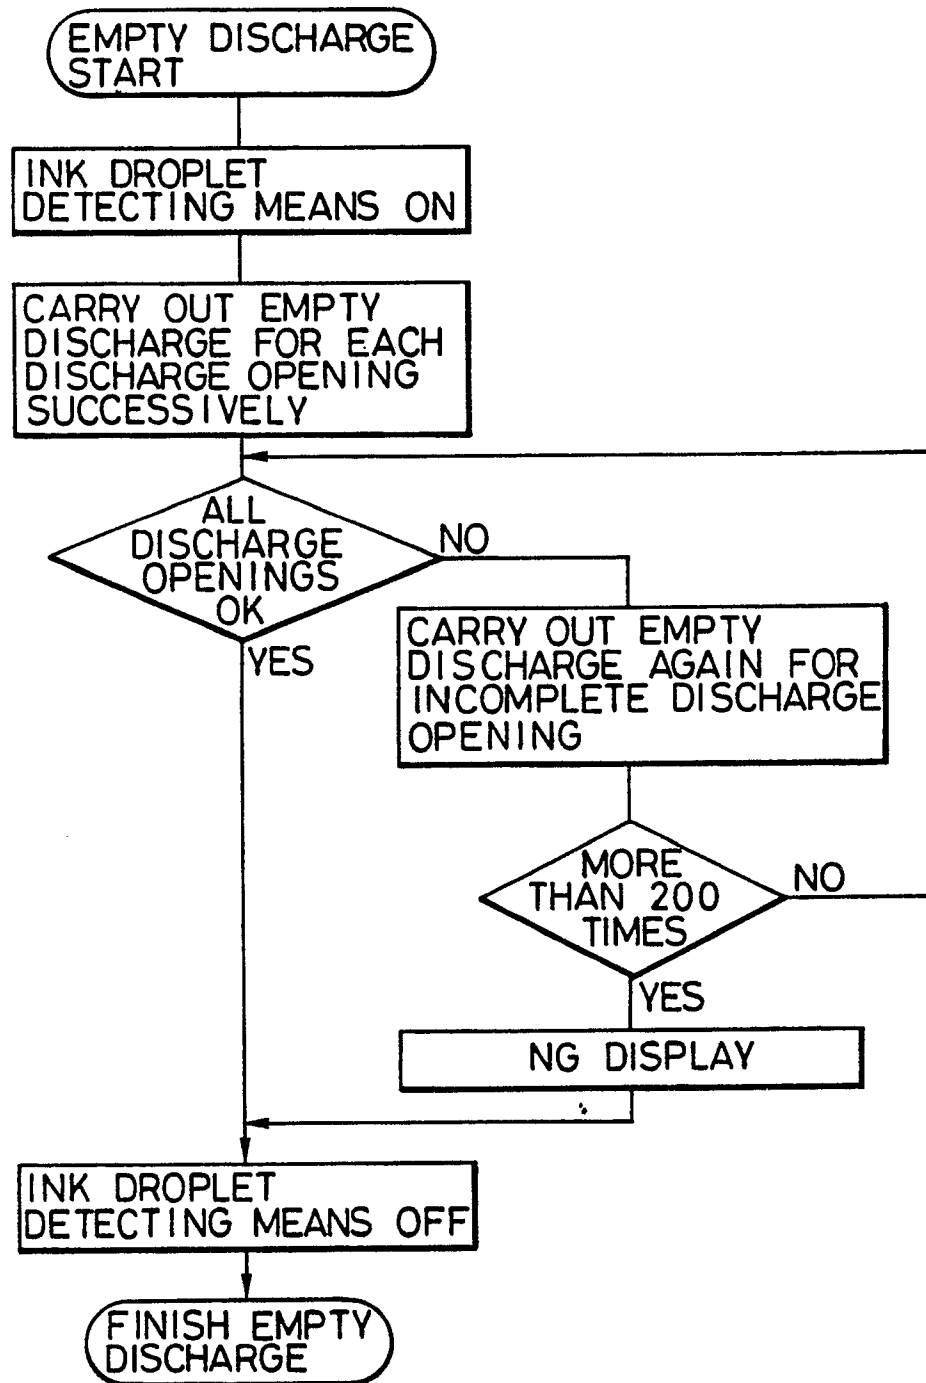 EMPTY DISCHARGE
START
INK DROPLET
DETECTING MEANS ON
CARRY OUT EMPTY
DISCHARGE FOR EACH
DISCHARGE OPENING
SUCCESSIVELY
ALL
DISCHARGE
OPENINGS
OK
NO
YES
CARRY OUT EMPTY
DISCHARGE AGAIN FOR
INCOMPLETE DISCHARGE
OPENING
MORE
THAN 200
TIMES
NO
YES
NG DISPLAY
INK DROPLET
DETECTING MEANS OFF
FINISH EMPTY
DISCHARGE